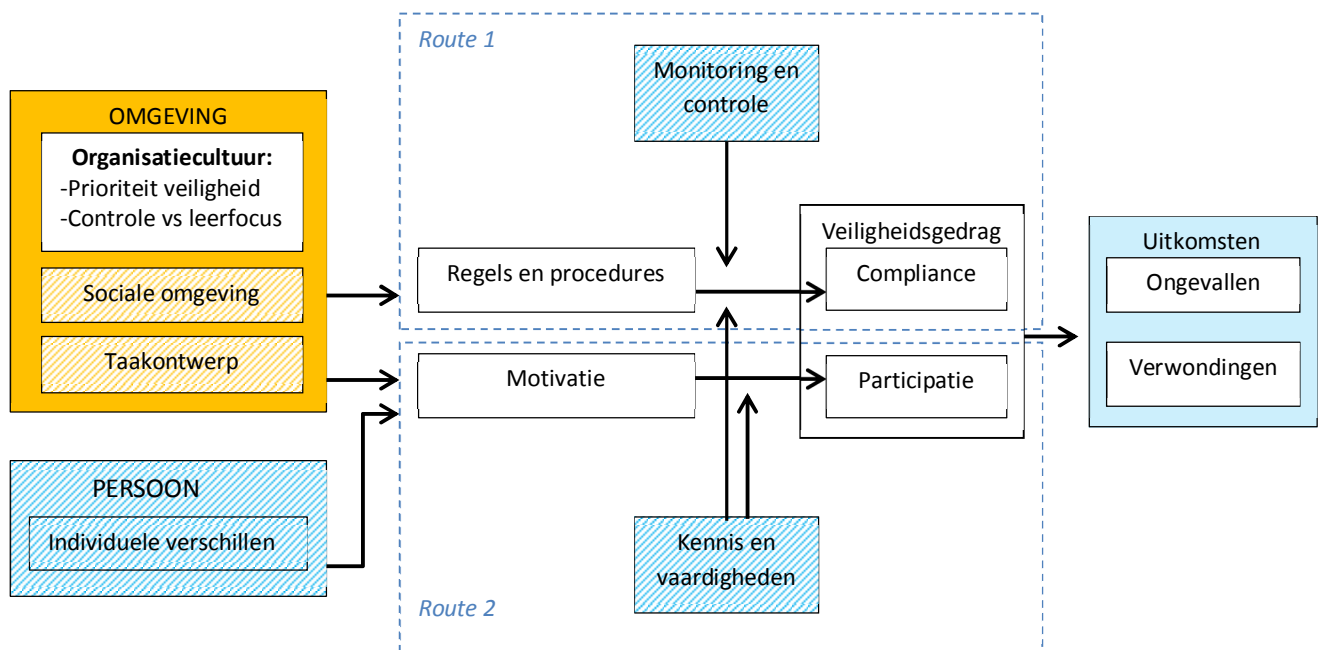 Route 1
Monitoring en
controle
OMGEVING
Organisatiecultuur:
-Prioriteit veiligheid
-Controle vs leerfocus
Sociale omgeving
Taakontwerp
Regels en procedures
Veiligheidsgedrag
Compliance
Uitkomsten
Ongevallen
Verwondingen
Motivatie
Participatie
PERSOON
Individuele verschillen
Kennis en
vaardigheden
Route 2